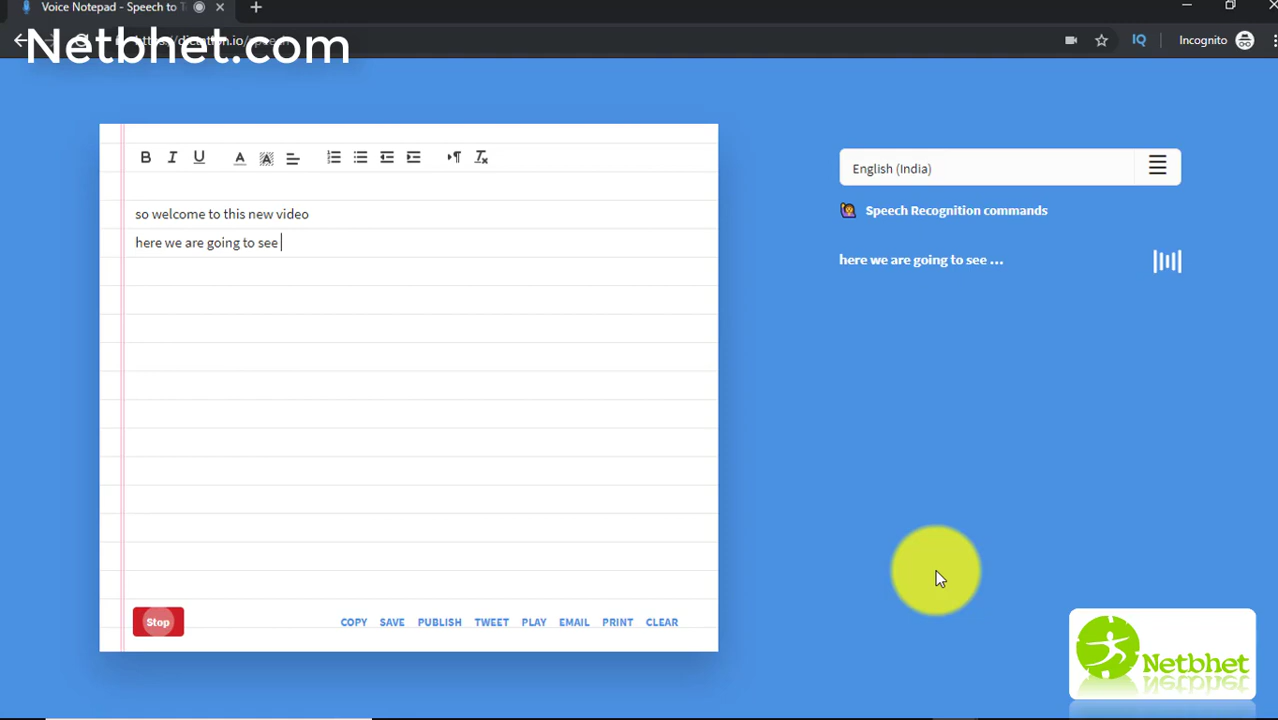 Voice Notepad - Speech to T
Netbhet.com
Incognito
English (India)
so welcome to this new video
Speech Recognition commands
here we are going to see
here we are going to see ...
Stop
COPY SAVE PUBLISH TWEET PLAY EMAIL PRINT CLEAR
Netbhet